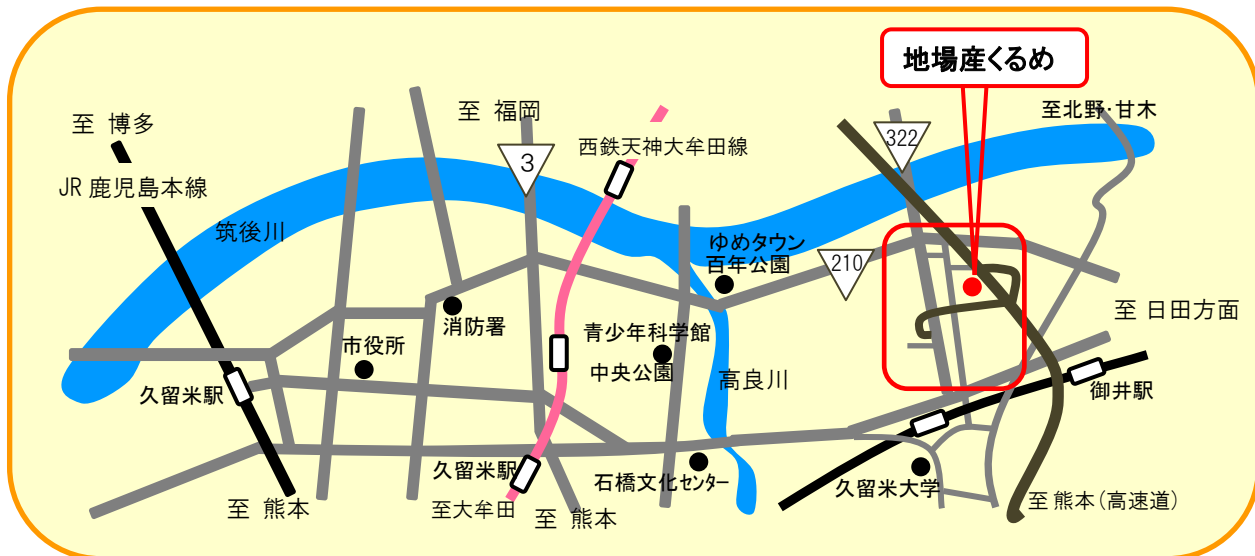 地場産くるめ
至 博多
至 福岡
至北野・甘木
JR 鹿児島本線
3
西鉄天神大牟田線
322
筑後川
ゆめタウン
百年公園
210
消防署
青少年科学館
至 日田方面
市役所
中央公園
高良川
久留米駅
御井駅
久留米駅
石橋文化センター
久留米大学
至 熊本
至大牟田
至 熊本
至 熊本(高速道)